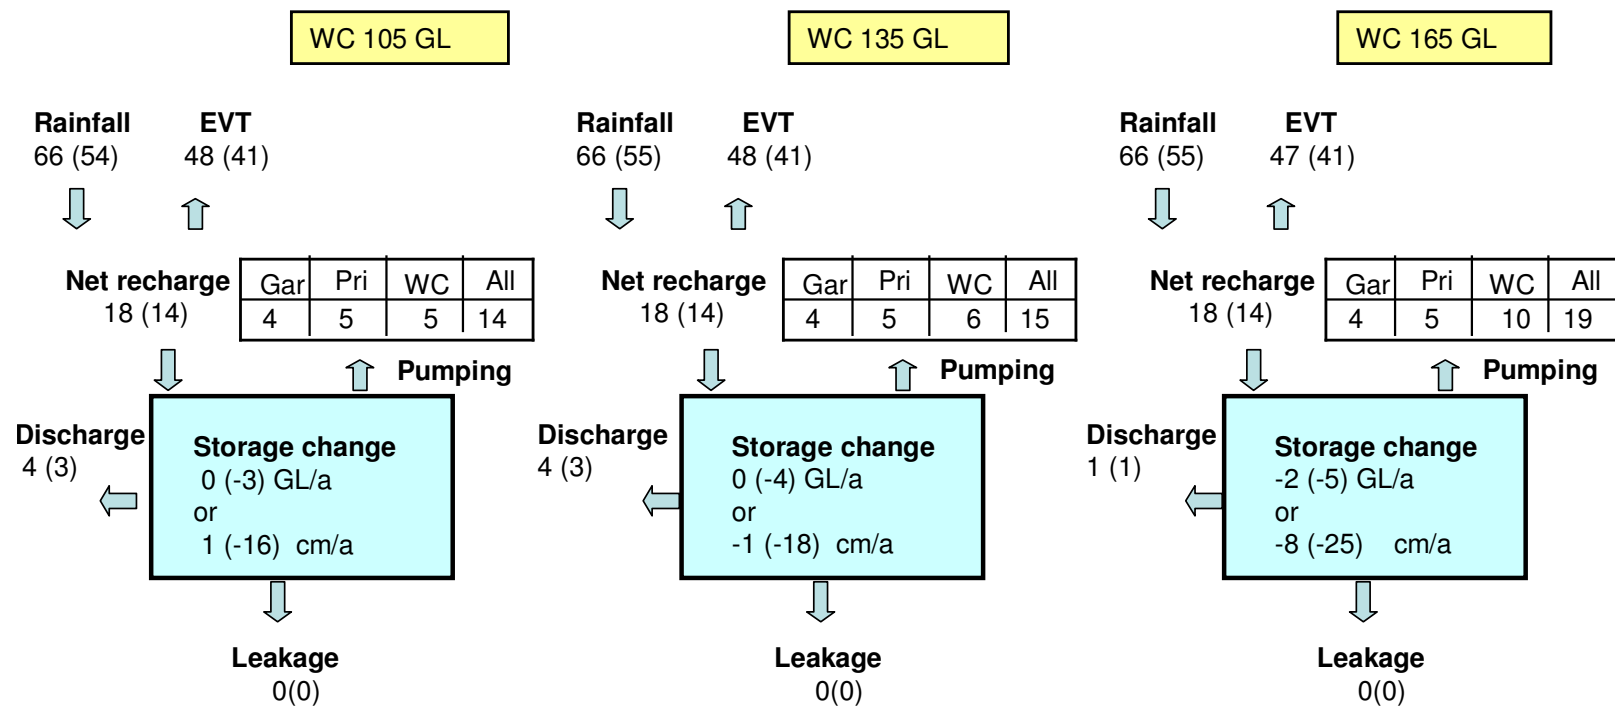 WC 105 GL
Rainfall EVT
66 (54) 48 (41)
Net recharge
18 (14)
Gar Pri WC All
4 5 5 14
Pumping
Discharge
4 (3)
Storage change
0 (-3) GL/a
or
1 (-16) cm/a
Leakage
0(0)
WC 135 GL
Rainfall EVT
66 (55) 48 (41)
Net recharge
18 (14)
Gar Pri WC All
4 5 6 15
Pumping
Discharge
4 (3)
Storage change
0 (-4) GL/a
or
-1 (-18) cm/a
Leakage
0(0)
WC 165 GL
Rainfall EVT
66 (55) 47 (41)
Net recharge
18 (14)
Gar Pri WC All
4 5 10 19
Pumping
Discharge
1 (1)
Storage change
-2 (-5) GL/a
or
-8 (-25) cm/a
Leakage
0(0)